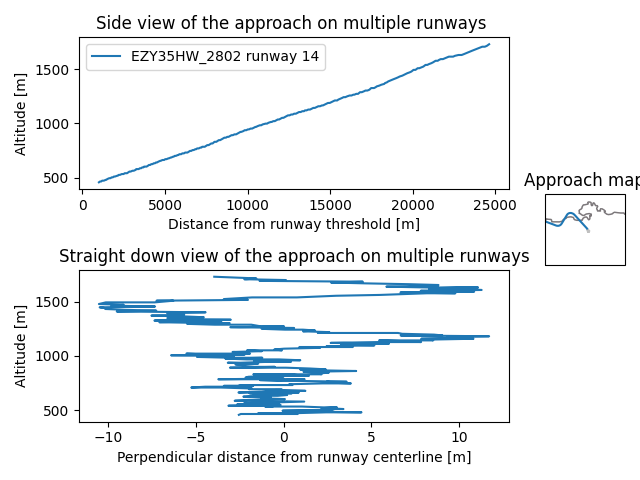 Side view of the approach on multiple runways
EZY35HW_2802 runway 14
Altitude [m]
1500
1000
500
0
5000
10000
15000
20000
25000
Distance from runway threshold [m]
Approach map
Straight down view of the approach on multiple runways
Altitude [m]
1500
1000
500
−10
−5
0
5
10
Perpendicular distance from runway centerline [m]